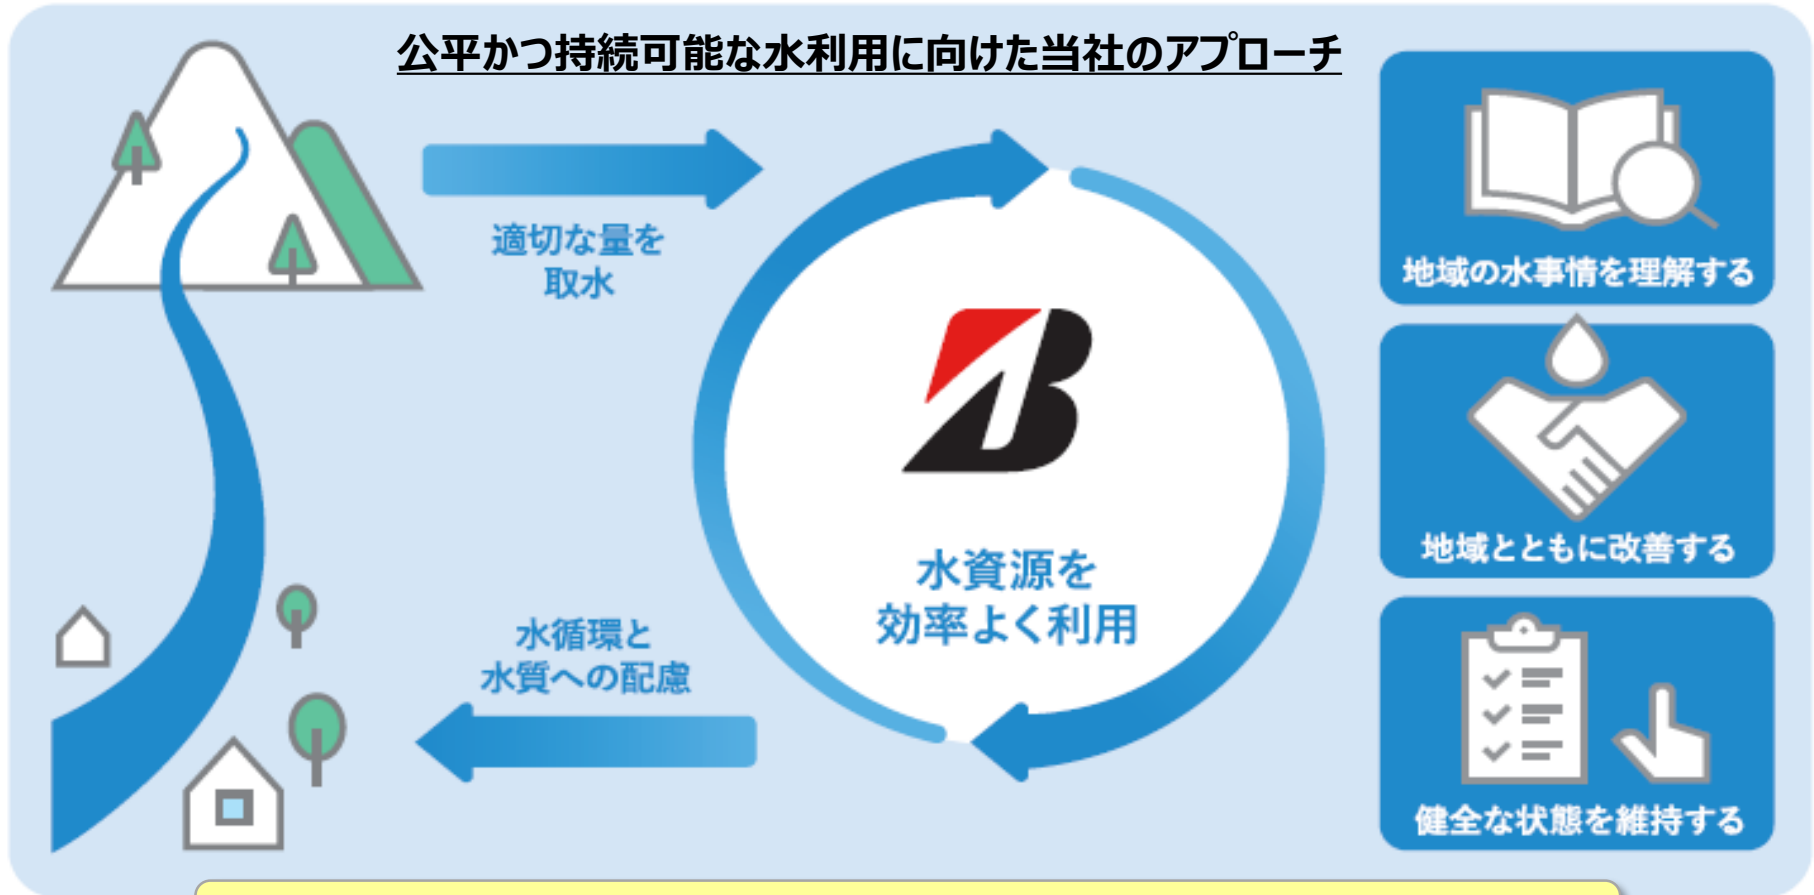 公平かつ持続可能な水利用に向けた当社のアプローチ
適切な量を
取水
水資源を
効率よく利用
水循環と
水質への配慮
地域の水事情を理解する
地域とともに改善する
健全な状態を維持する